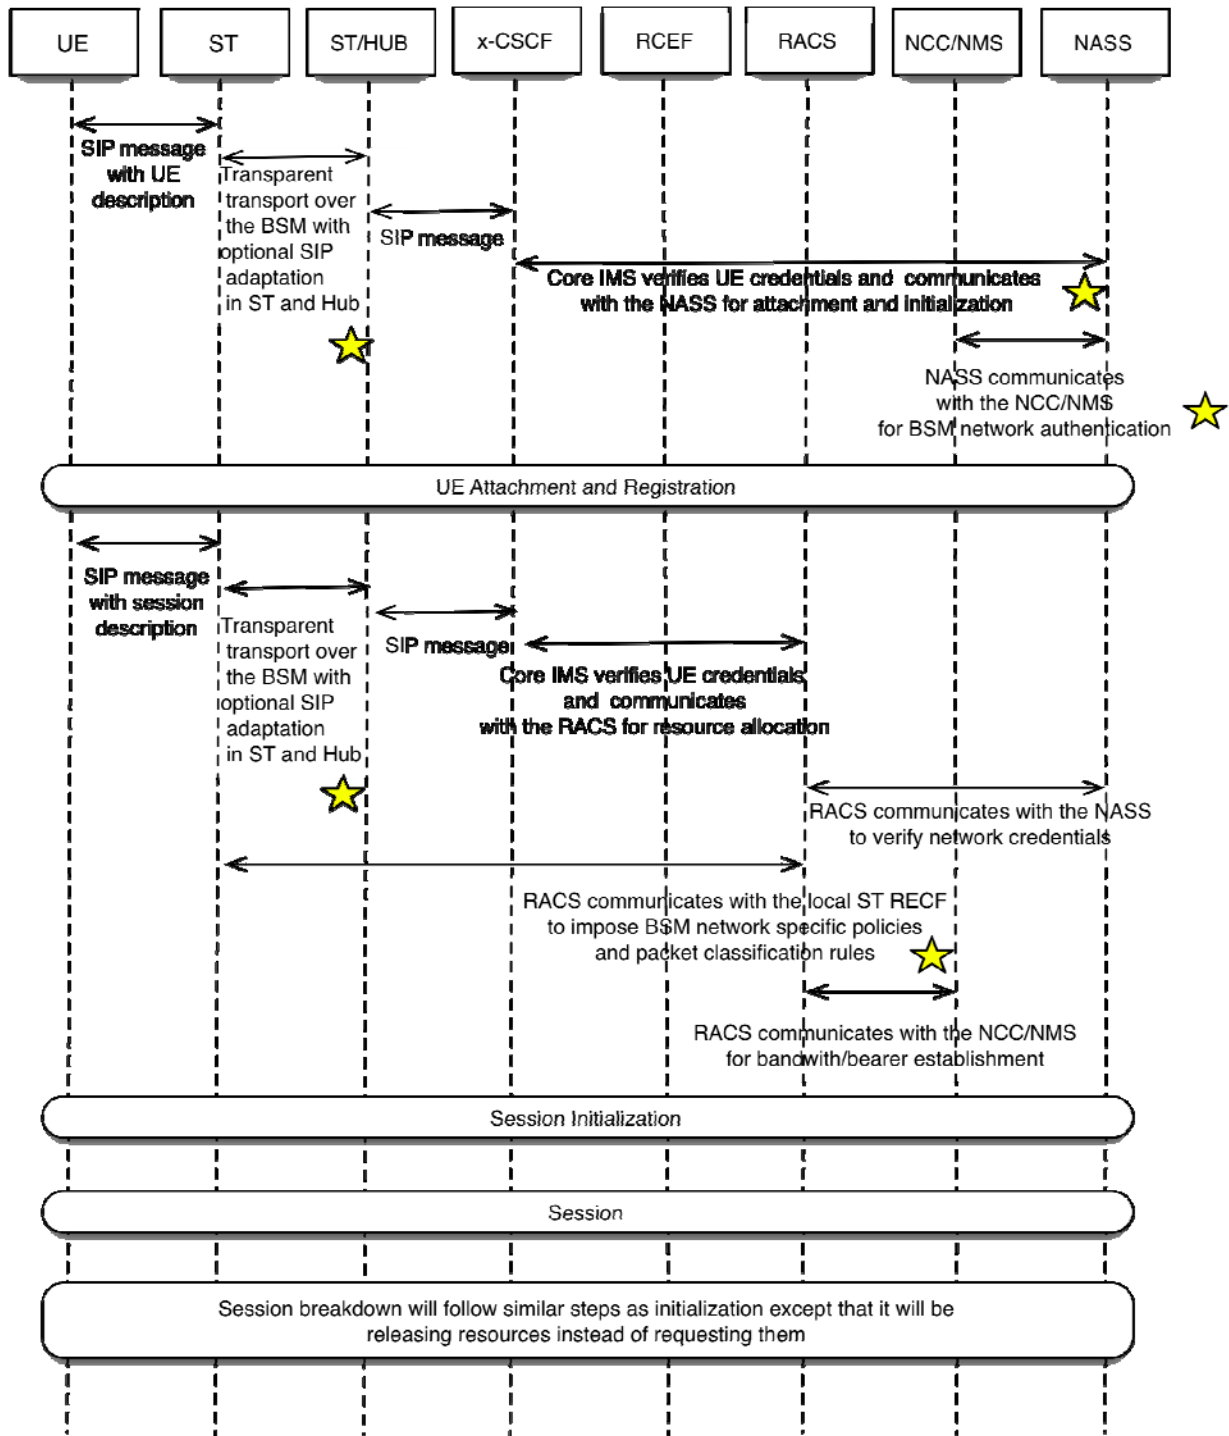 UE
ST
ST/HUB
x-CSCF
RCEF
RACS
NCC/NMS
NASS
SIP message
with UE
description
Transparent
transport over
the BSM with
optional SIP
adaptation
in ST and Hub
SIP message
Core IMS verifies UE credentials and communicates
with the NASS for attachment and initialization
NASS communicates
with the NCC/NMS
for BSM network authentication
UE Attachment and Registration
SIP message
with session
description
Transparent
transport over
the BSM with
optional SIP
adaptation
in ST and Hub
SIP message
Core IMS verifies UE credentials
and communicates
with the RACS for resource allocation
RACS communicates with the NASS
to verify network credentials
RACS communicates with the local ST RECF
to impose BSM network specific policies
and packet classification rules
RACS communicates with the NCC/NMS
for bandwith/bearer establishment
Session Initialization
Session
Session breakdown will follow similar steps as initialization except that it will be
releasing resources instead of requesting them